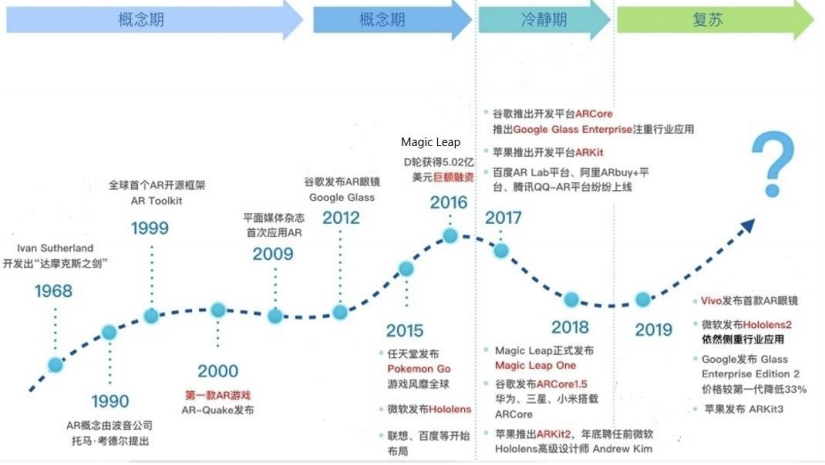 概念期
概念期
冷静期
复苏
Ivan Sutherland
开发出“达摩克斯之剑”
1968
1990
AR概念由波音公司
托马·考德尔提出
全球首个AR开源框架
AR Toolkit
1999
2000
第一款AR游戏
AR-Quake发布
平面媒体杂志
首次应用AR
2009
谷歌发布AR眼镜
Google Glass
2012
2015
任天堂发布
Pokemon Go
游戏风靡全球
微软发布Hololens
联想、百度等开始
布局
Magic Leap
D轮获得5.02亿
美元巨额融资
2016
谷歌推出开发平台ARCore
推出Google Glass Enterprise注重行业应用
苹果推出开发平台ARKit
百度AR Lab平台、阿里ARbuy+平
台、腾讯QQ-AR平台纷纷上线
2017
2018
Magic Leap正式发布
Magic Leap One
谷歌发布ARCore1.5
华为、三星、小米搭载
ARCore
苹果推出ARKit2，年底聘任前微软
Hololens高级设计师 Andrew Kim
2019
Vivo发布首款AR眼镜
微软发布Hololens2
依然侧重行业应用
Google发布 Glass
Enterprise Edition 2
价格较第一代降低33%
苹果发布 ARKit3
?